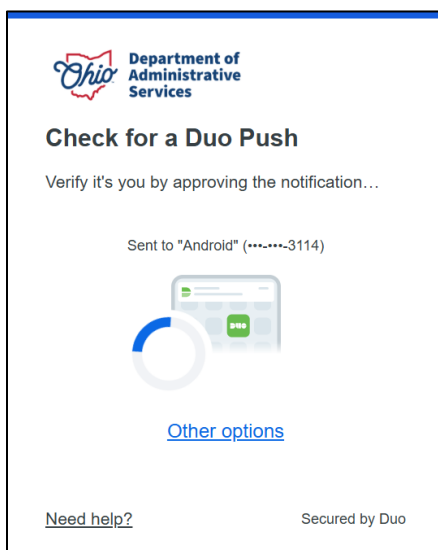 Ohio
Department of
Administrative
Services
Check for a Duo Push
Verify it's you by approving the notification…
Sent to "Android" (•••-•••-3114)
DUO
Other options
Need help?
Secured by Duo